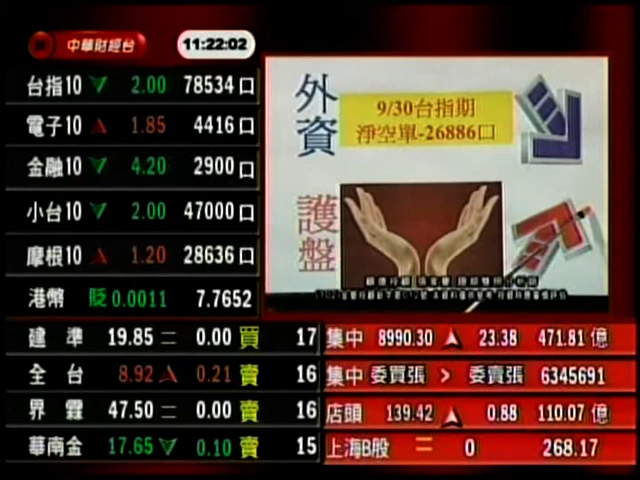 中華財經台 11:22:02
台指10 ▽ 2.00 78534口
電子10 △ 1.85 4416口
金融10 ▽ 4.20 2900口
小台10 ▽ 2.00 47000口
摩根10 △ 1.20 28636口
港幣 貶 0.0011 7.7652
外資
9/30台指期
淨空單-26886口
護盤
建準 19.85 = 0.00 買 17
全台 8.92 △ 0.21 賣 16
界霖 47.50 = 0.00 賣 16
華南金 17.65 ▽ 0.10 賣 15
集中 8990.30 ▲ 23.38 471.81 億
集中 委買張 > 委賣張 6345691
店頭 139.42 ▲ 0.88 110.07 億
上海B股 = 0 268.17